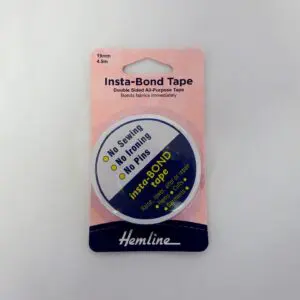 19mm
4.5m
Insta-Bond Tape
Double Sided All-Purpose Tape
Bonds fabrics immediately
No Sewing
No Ironing
No Pins
insta-BOND
tape
Hemline